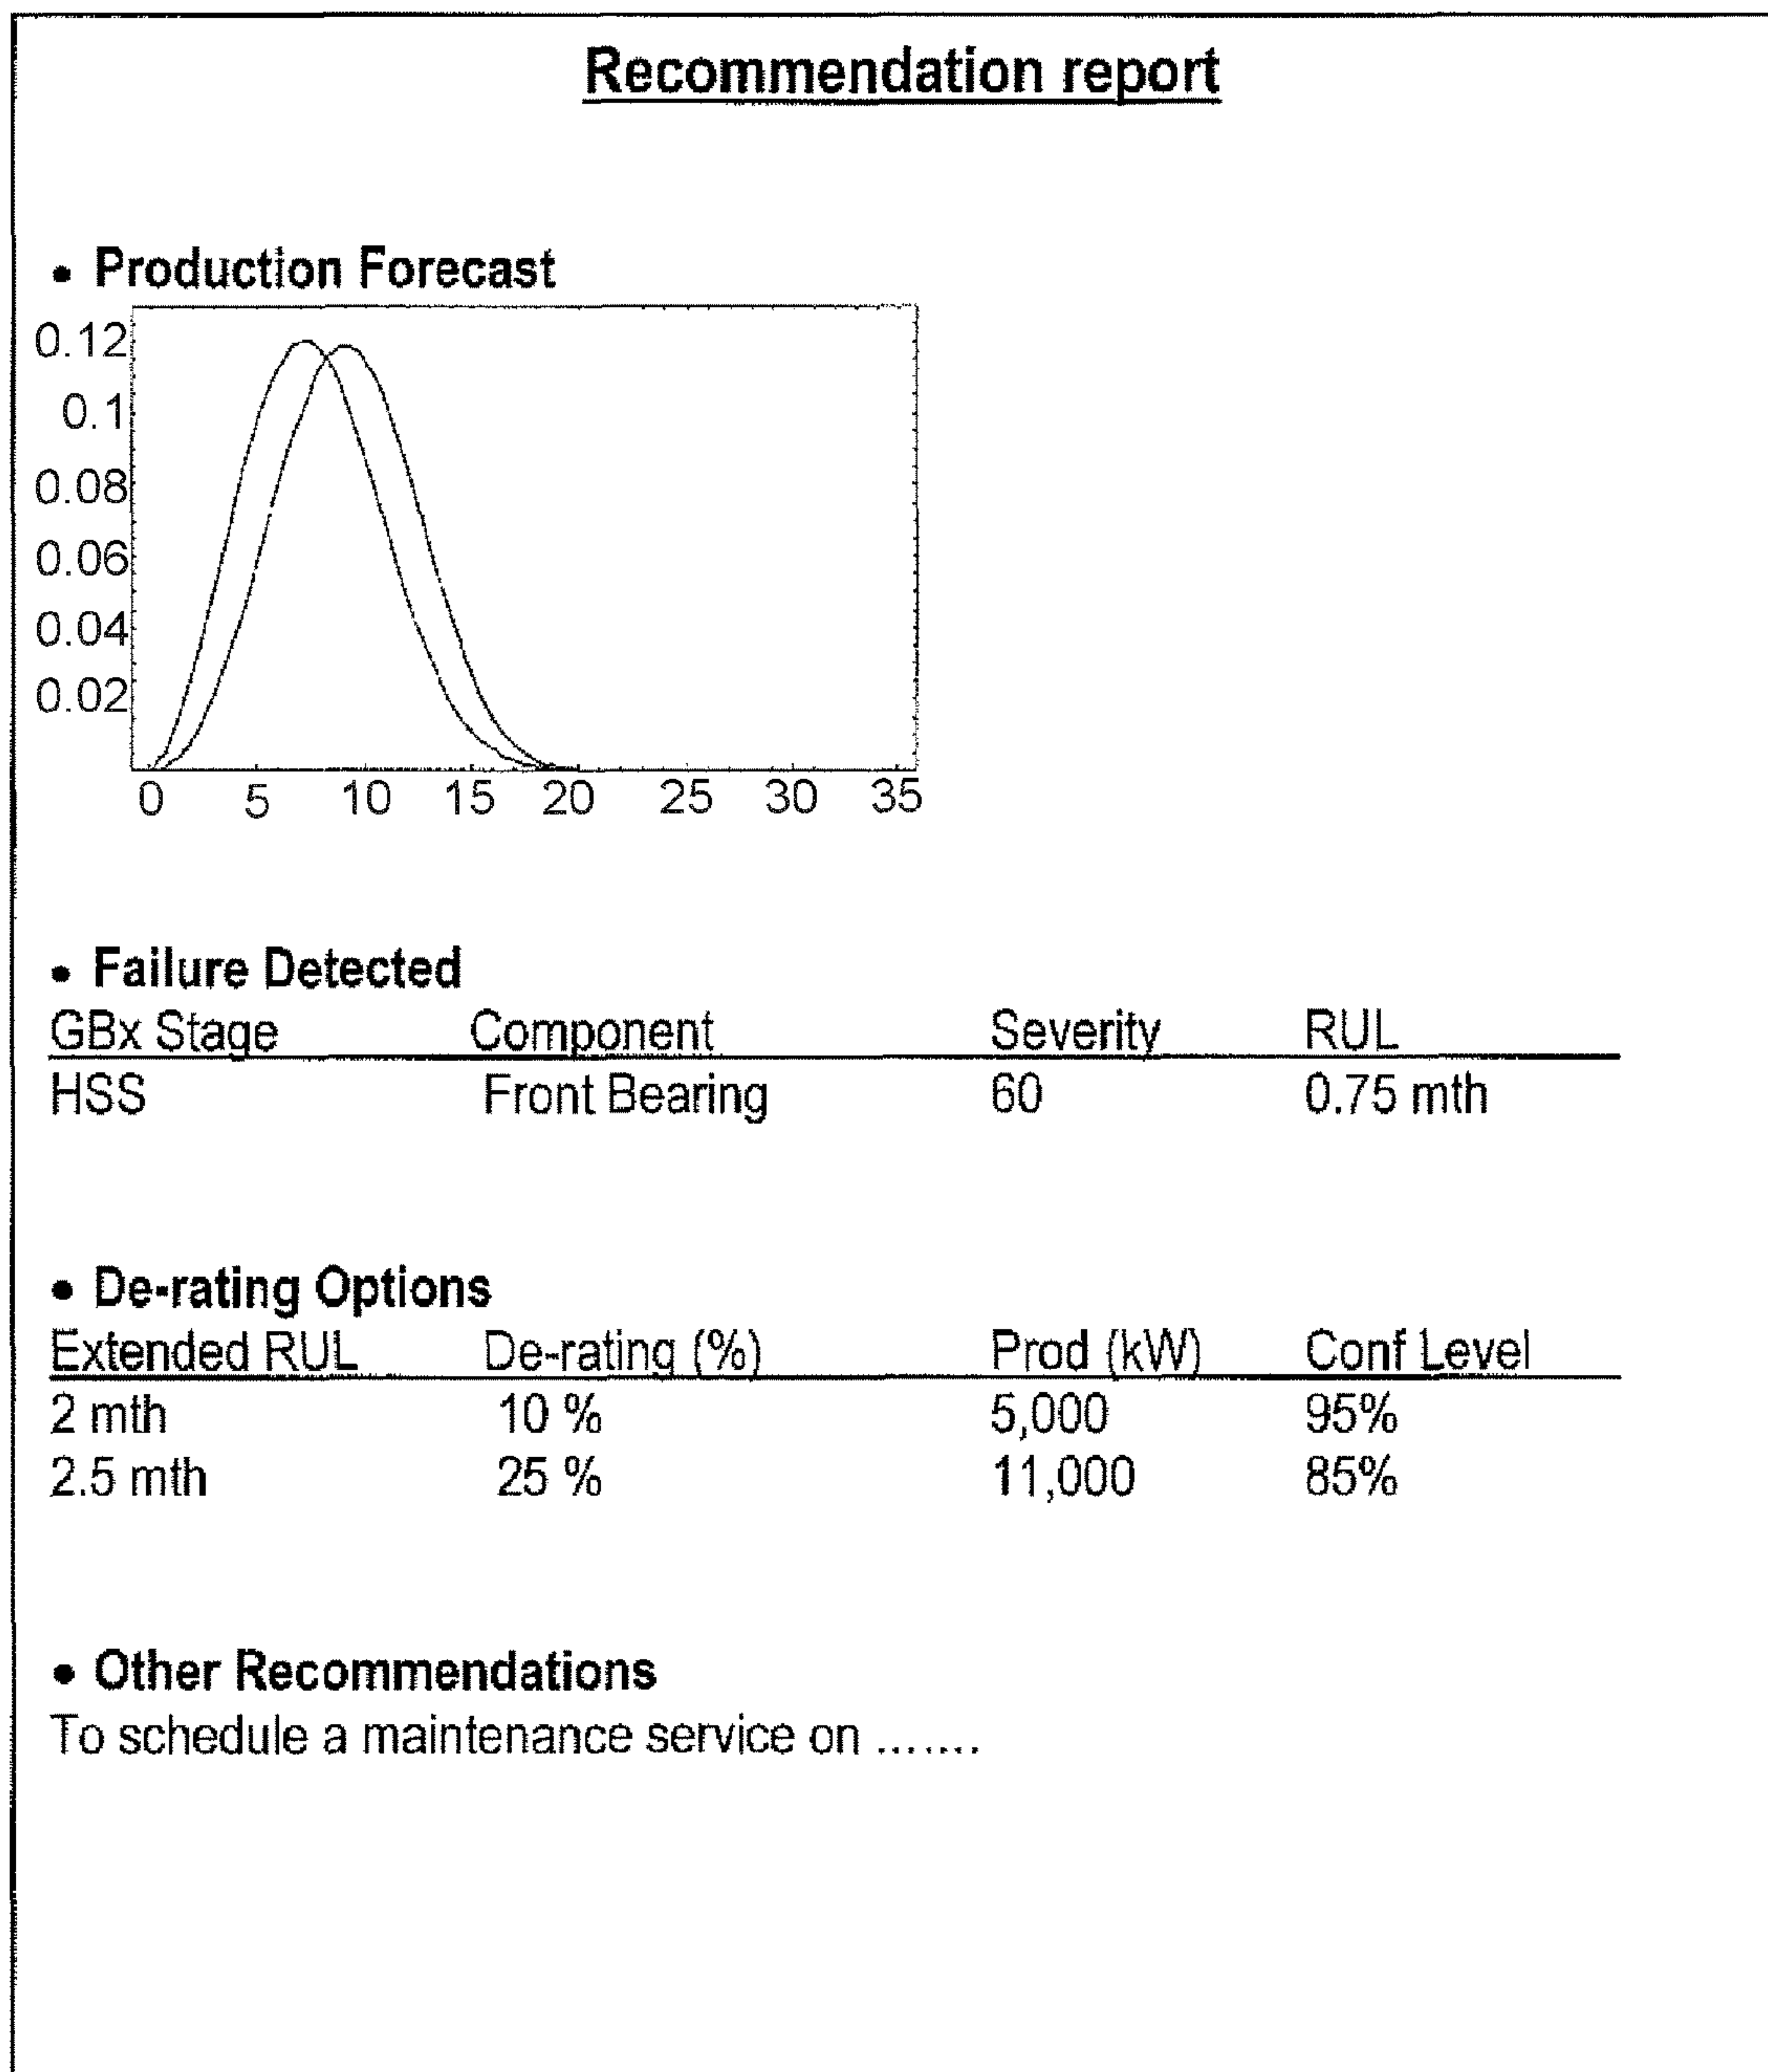 Recommendation report
• Production Forecast
0.12
0.1
0.08
0.06
0.04
0.02
0 5 10 15 20 25 30 35
• Failure Detected
GBx Stage Component Severity RUL
HSS Front Bearing 60 0.75 mth
• De-rating Options
Extended RUL De-rating (%) Prod (kW) Conf Level
2 mth 10 % 5,000 95%
2.5 mth 25 % 11,000 85%
• Other Recommendations
To schedule a maintenance service on .......